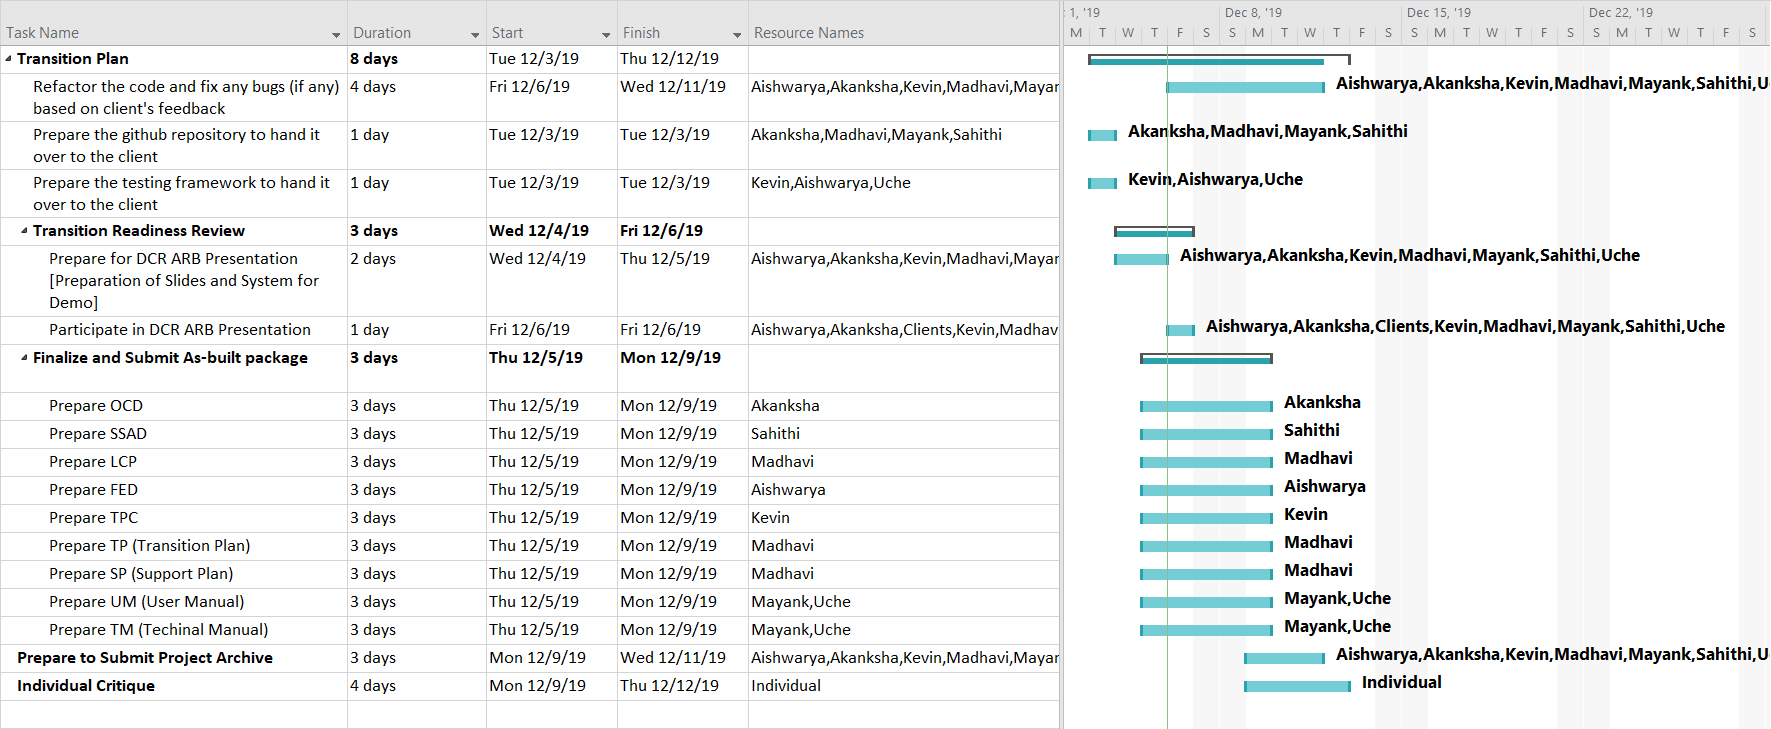 1, '19 Dec 8, '19 Dec 15, '19 Dec 22, '19
Task Name Duration Start Finish Resource Names M T W T F S S M T W T F S S M T W T F S S M T W T F S
Transition Plan 8 days Tue 12/3/19 Thu 12/12/19
Refactor the code and fix any bugs (if any) 4 days Fri 12/6/19 Wed 12/11/19 Aishwarya,Akanksha,Kevin,Madhavi,Mayar Aishwarya,Akanksha,Kevin,Madhavi,Mayank,Sahithi,U
based on client's feedback
Prepare the github repository to hand it 1 day Tue 12/3/19 Tue 12/3/19 Akanksha,Madhavi,Mayank,Sahithi Akanksha,Madhavi,Mayank,Sahithi
over to the client
Prepare the testing framework to hand it 1 day Tue 12/3/19 Tue 12/3/19 Kevin,Aishwarya,Uche Kevin,Aishwarya,Uche
over to the client
Transition Readiness Review 3 days Wed 12/4/19 Fri 12/6/19
Prepare for DCR ARB Presentation 2 days Wed 12/4/19 Thu 12/5/19 Aishwarya,Akanksha,Kevin,Madhavi,Mayar Aishwarya,Akanksha,Kevin,Madhavi,Mayank,Sahithi,Uche
[Preparation of Slides and System for
Demo]
Participate in DCR ARB Presentation 1 day Fri 12/6/19 Fri 12/6/19 Aishwarya,Akanksha,Clients,Kevin,Madhav Aishwarya,Akanksha,Clients,Kevin,Madhavi,Mayank,Sahithi,Uche
Finalize and Submit As-built package 3 days Thu 12/5/19 Mon 12/9/19
Prepare OCD 3 days Thu 12/5/19 Mon 12/9/19 Akanksha Akanksha
Prepare SSAD 3 days Thu 12/5/19 Mon 12/9/19 Sahithi Sahithi
Prepare LCP 3 days Thu 12/5/19 Mon 12/9/19 Madhavi Madhavi
Prepare FED 3 days Thu 12/5/19 Mon 12/9/19 Aishwarya Aishwarya
Prepare TPC 3 days Thu 12/5/19 Mon 12/9/19 Kevin Kevin
Prepare TP (Transition Plan) 3 days Thu 12/5/19 Mon 12/9/19 Madhavi Madhavi
Prepare SP (Support Plan) 3 days Thu 12/5/19 Mon 12/9/19 Madhavi Madhavi
Prepare UM (User Manual) 3 days Thu 12/5/19 Mon 12/9/19 Mayank,Uche Mayank,Uche
Prepare TM (Techinal Manual) 3 days Thu 12/5/19 Mon 12/9/19 Mayank,Uche Mayank,Uche
Prepare to Submit Project Archive 3 days Mon 12/9/19 Wed 12/11/19 Aishwarya,Akanksha,Kevin,Madhavi,Mayar Aishwarya,Akanksha,Kevin,Madhavi,Mayank,Sahithi,U
Individual Critique 4 days Mon 12/9/19 Thu 12/12/19 Individual Individual